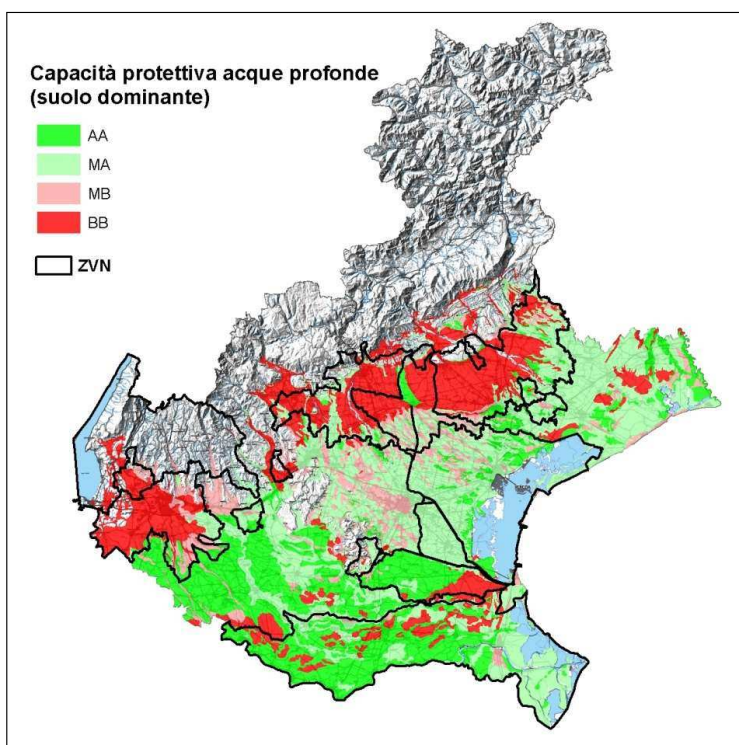 Capacità protettiva acque profonde
(suolo dominante)
AA
MA
MB
BB
ZVN